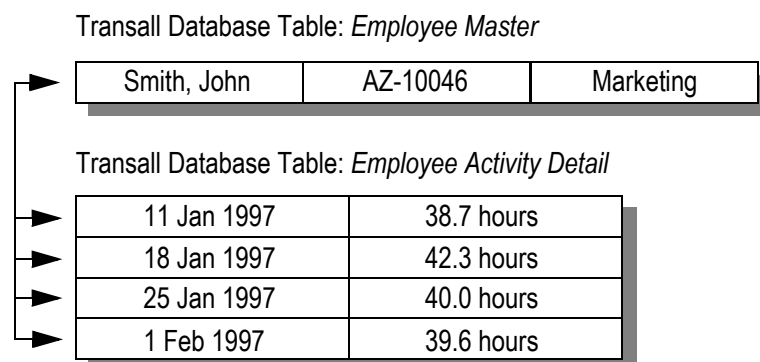 Transall Database Table: Employee Master
Smith, John AZ-10046 Marketing
Transall Database Table: Employee Activity Detail
11 Jan 1997 38.7 hours
18 Jan 1997 42.3 hours
25 Jan 1997 40.0 hours
1 Feb 1997 39.6 hours